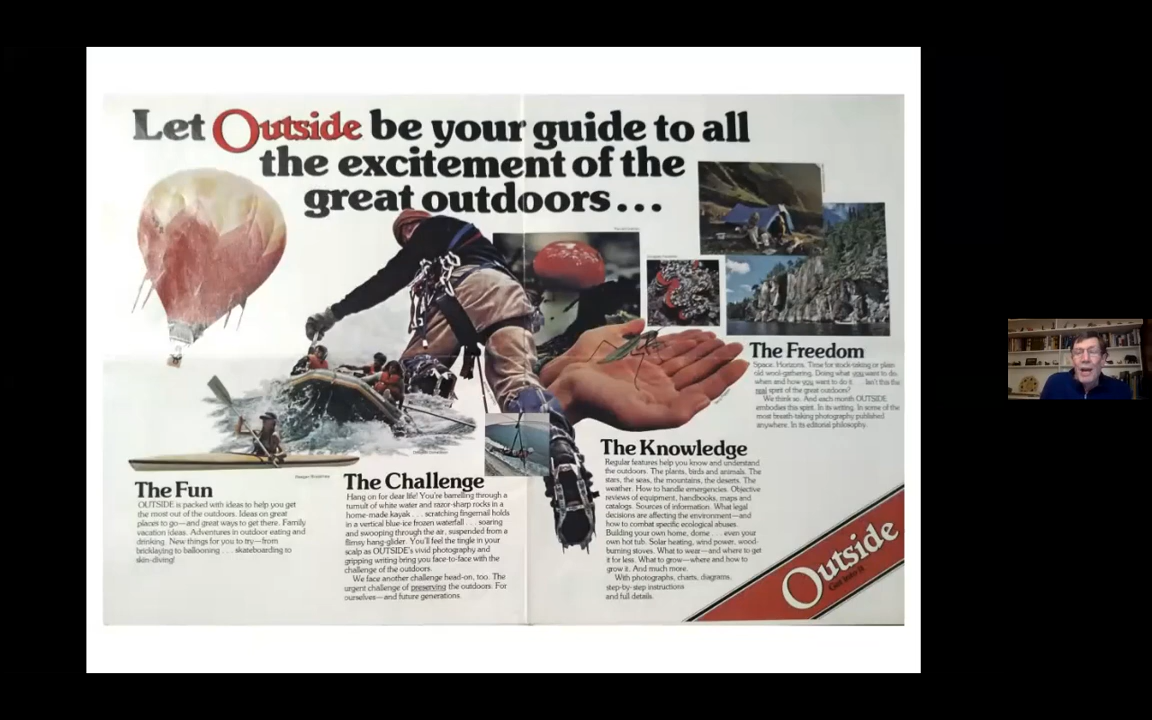 Let Outside be your guide to all
the excitement of the
great outdoors...
The Fun
OUTSIDE is packed with ideas to help you get
the most out of the outdoors. Ideas on great
places to go—and great ways to get there. Family
vacation ideas. Adventures in outdoor eating and
drinking. New things for you to try—from
bricklaying to ballooning . . . skateboarding to
skin-diving!
The Challenge
Hang on for dear life! You're barrelling through a
tumult of white water and razor-sharp rocks in a
home-made kayak . . . scratching fingernail holds
in a vertical blue-ice frozen waterfall . . . soaring
and swooping through the air, suspended from a
flimsy hang-glider. You'll feel the tingle in your
scalp as OUTSIDE's vivid photography and
gripping writing bring you face-to-face with the
challenge of the outdoors.
We face another challenge head-on, too. The
urgent challenge of preserving the outdoors. For
ourselves—and future generations.
The Knowledge
Regular features help you know and understand
the outdoors. The plants, birds and animals. The
stars, the seas, the mountains, the deserts. The
weather. How to handle emergencies. Objective
reviews of equipment, handbooks, maps and
catalogs. Sources of information. What legal
decisions are affecting the environment—and
how to combat specific ecological abuses.
Building your own home, dome . . . even your
own hot tub. Solar heating, wind power, wood-
burning stoves. What to wear—and where to get
it for less. What to grow—where and how to
grow it. And much more.
With photographs, charts, diagrams,
step-by-step instructions
and full details.
The Freedom
Space. Horizons. Time for stock-taking or plain
old wool-gathering. Doing what you want to do
when and how you want to do it . . . Isn't this the
real spirit of the great outdoors?
We think so. And each month OUTSIDE
embodies this spirit. In its writing. In some of the
most breath-taking photography published
anywhere. In its editorial philosophy.
Outside
Get into it